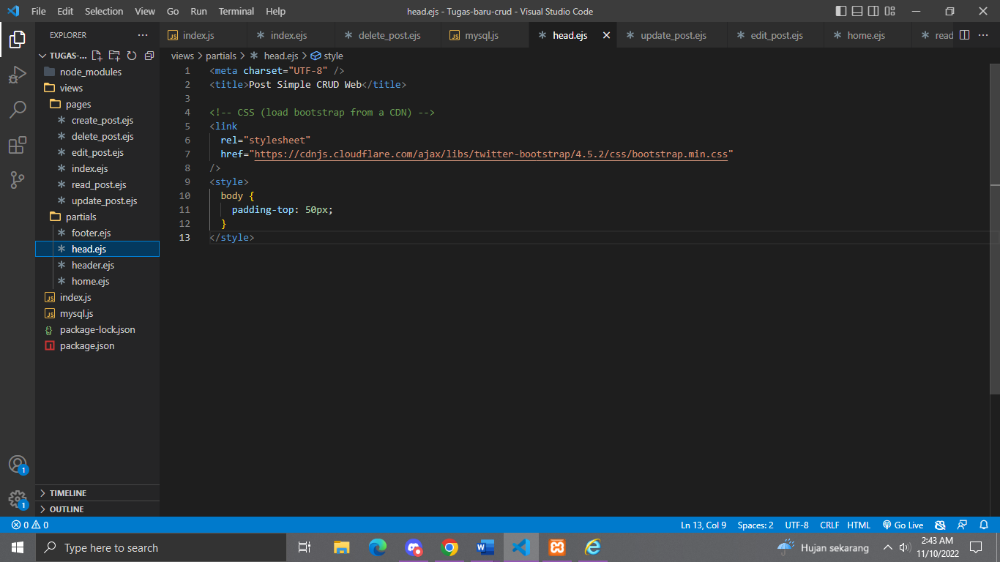 File Edit Selection View Go Run Terminal Help
head.ejs - Tugas-baru-crud - Visual Studio Code
EXPLORER
TUGAS-...
node_modules
views
pages
create_post.ejs
delete_post.ejs
edit_post.ejs
index.ejs
read_post.ejs
update_post.ejs
partials
footer.ejs
head.ejs
header.ejs
home.ejs
index.js
mysql.js
package-lock.json
package.json
TIMELINE
OUTLINE
index.js index.ejs delete_post.ejs mysql.js head.ejs update_post.ejs edit_post.ejs home.ejs read
views > partials > head.ejs > style
1 <meta charset="UTF-8" />
2 <title>Post Simple CRUD Web</title>
3
4 <!-- CSS (load bootstrap from a CDN) -->
5 <link
6 rel="stylesheet"
7 href="https://cdnjs.cloudflare.com/ajax/libs/twitter-bootstrap/4.5.2/css/bootstrap.min.css"
8 />
9 <style>
10 body {
11 padding-top: 50px;
12 }
13 </style>
1
1
0 0
Ln 13, Col 9 Spaces: 2 UTF-8 CRLF HTML Go Live
Type here to search
Hujan sekarang
2:43 AM
11/10/2022